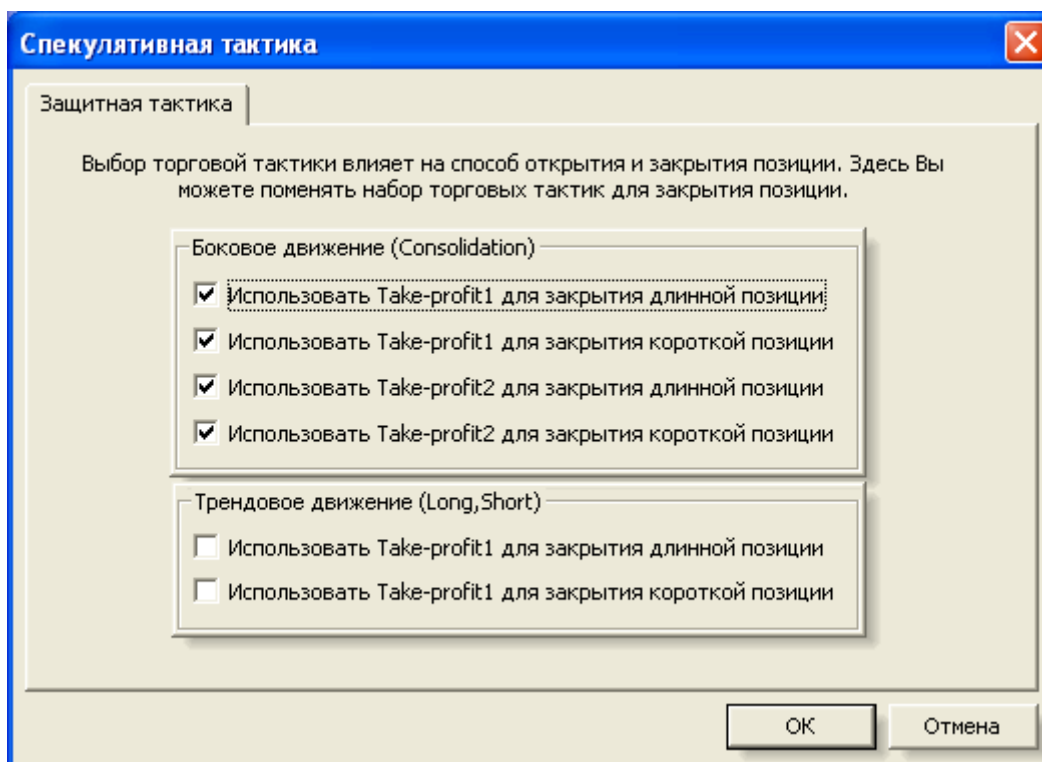 Спекулятивная тактика
Защитная тактика
Выбор торговой тактики влияет на способ открытия и закрытия позиции. Здесь Вы
можете поменять набор торговых тактик для закрытия позиции.
Боковое движение (Consolidation)
Использовать Take-profit1 для закрытия длинной позиции
Использовать Take-profit1 для закрытия короткой позиции
Использовать Take-profit2 для закрытия длинной позиции
Использовать Take-profit2 для закрытия короткой позиции
Трендовое движение (Long,Short)
Использовать Take-profit1 для закрытия длинной позиции
Использовать Take-profit1 для закрытия короткой позиции
ОК
Отмена